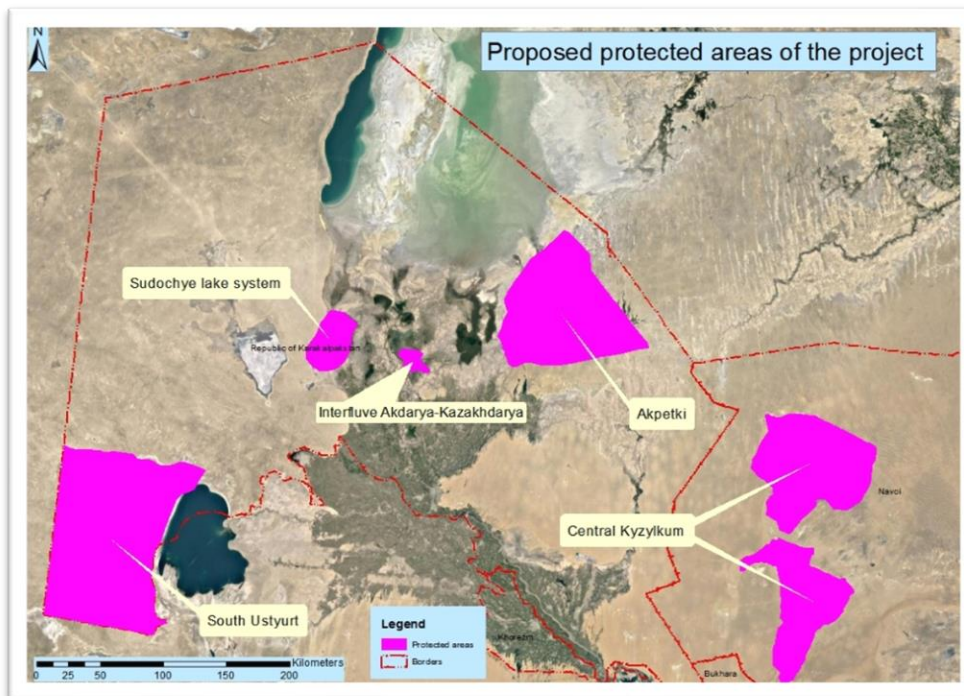 N
Proposed protected areas of the project
Sudochye lake system
Republic of Karakalpakstan
Interfluve Akdarya-Kazakhdarya
Akpetki
Navoi
Central Kyzylkum
South Ustyurt
Legend
Protected areas
Borders
Khorezm
Bukhara
Kilometers
0 25 50 100 150 200